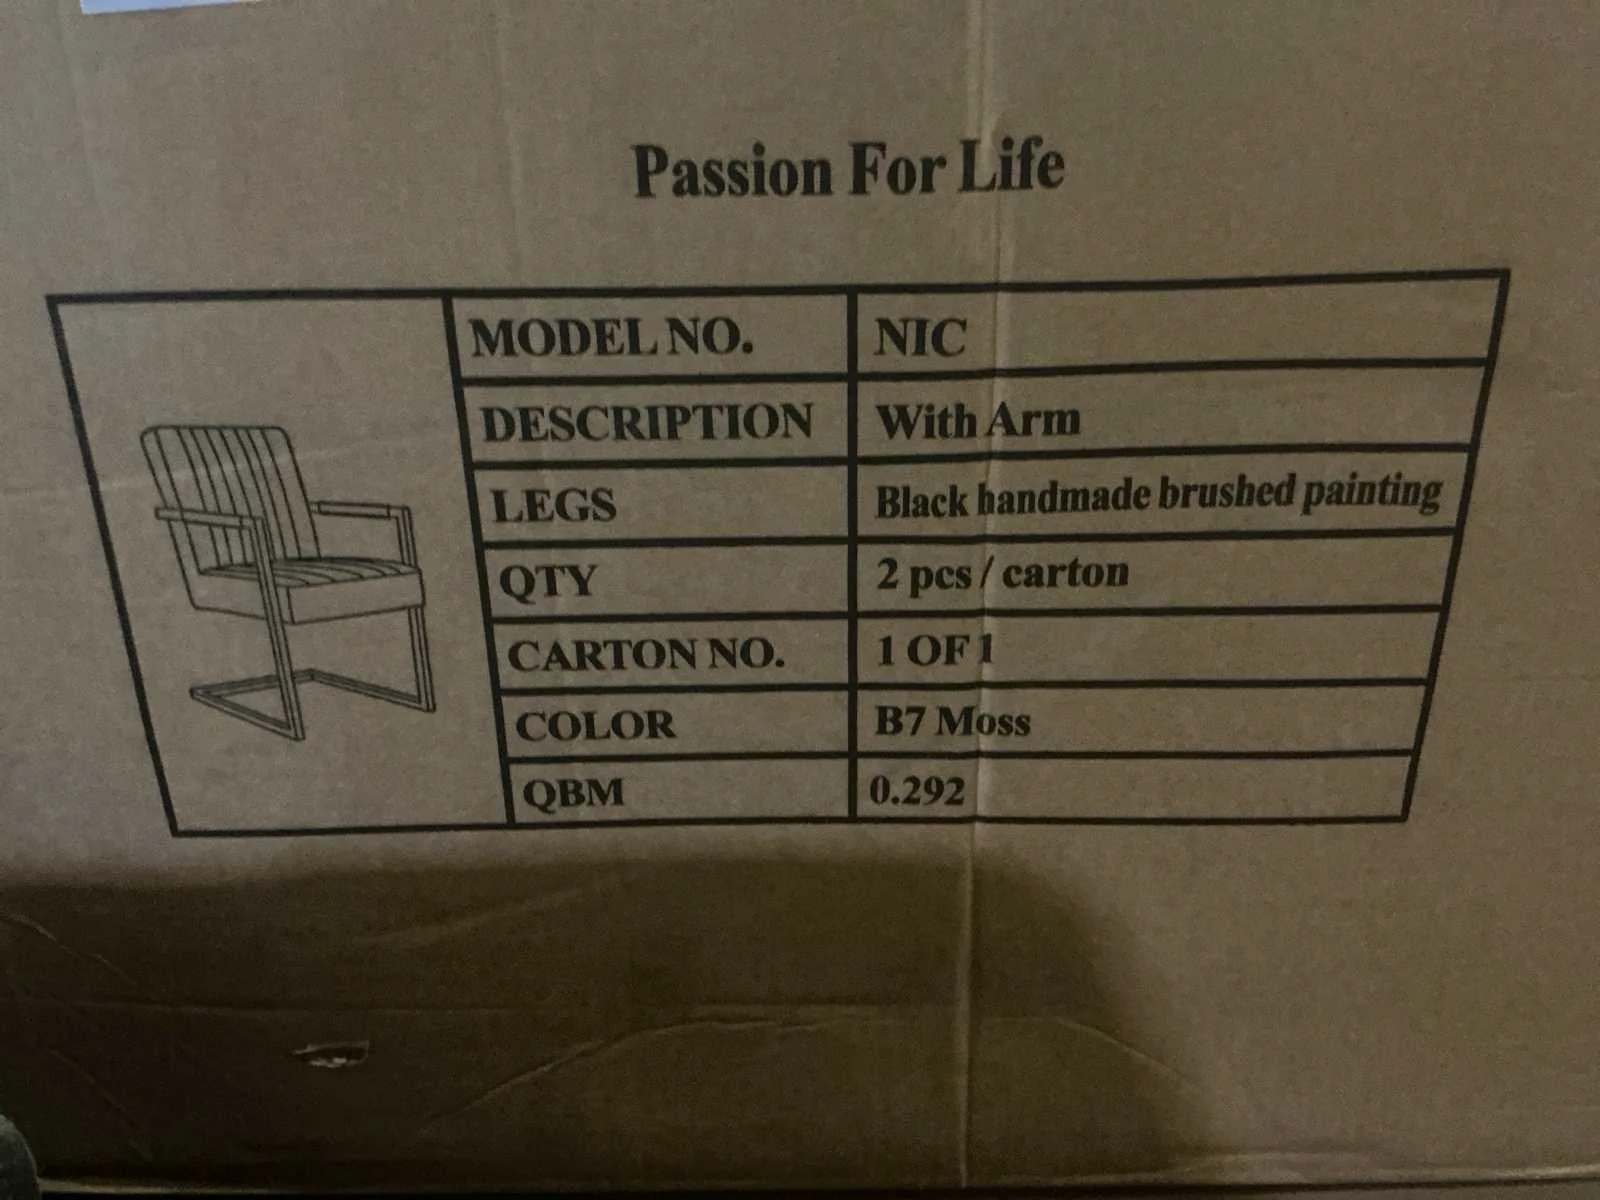 Passion For Life
MODEL NO. NIC
DESCRIPTION With Arm
LEGS Black handmade brushed painting
QTY 2 pcs / carton
CARTON NO. 1 OF 1
COLOR B7 Moss
QBM 0.292